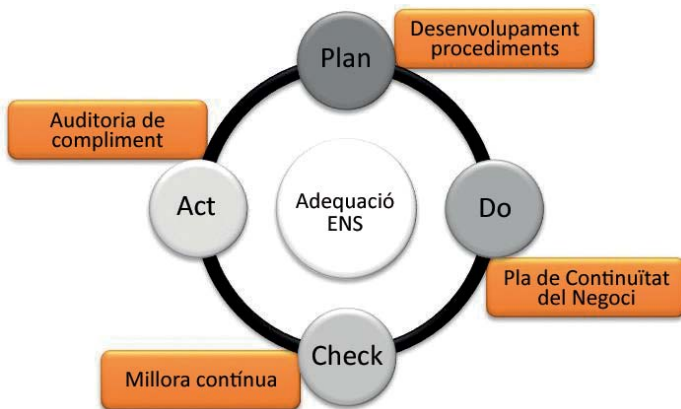 Desenvolupament
procediments
Plan
Auditoria de
compliment
Act
Adequació
ENS
Do
Pla de Continuïtat
del Negoci
Check
Millora contínua